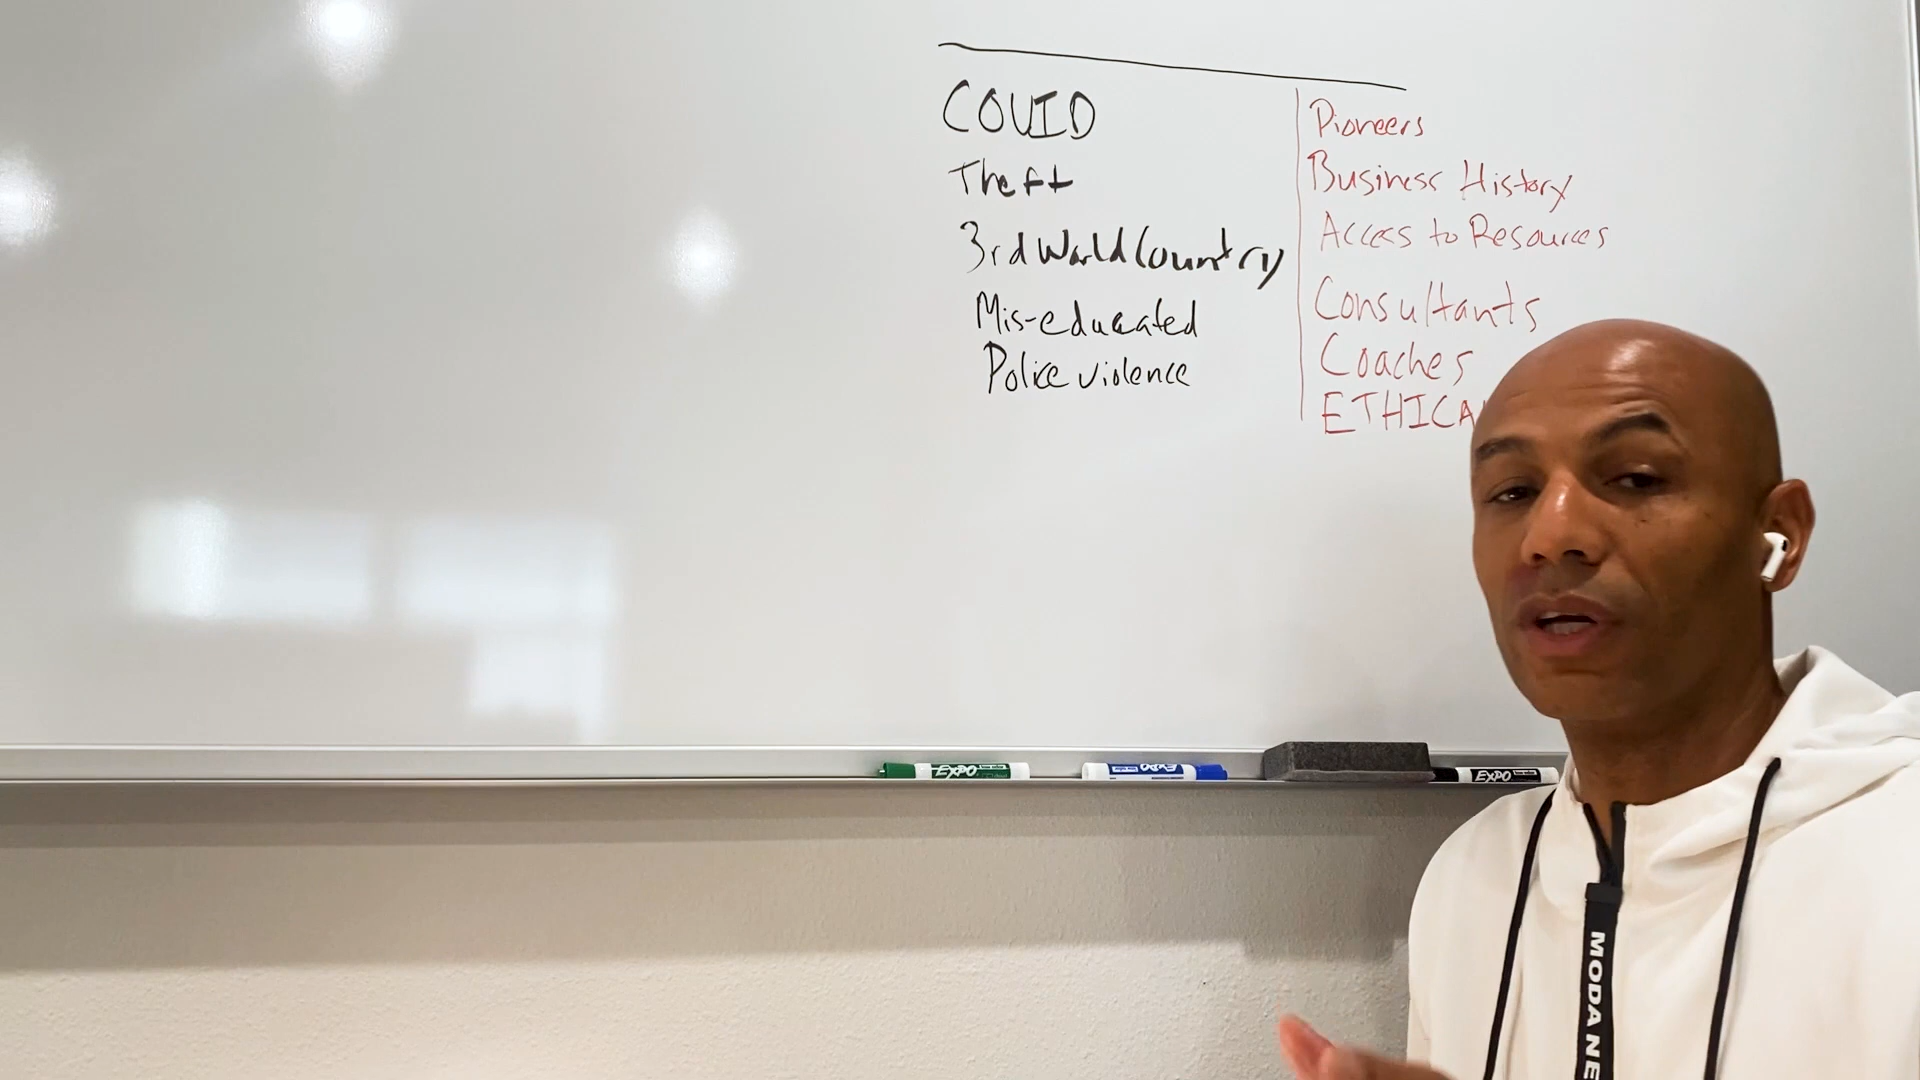 COVID
Theft
3rd World Country
Mis-educated
Police violence
Pioneers
Business History
Access to Resources
Consultants
Coaches
ETHICA
EXPO
EXPO
EXPO
MODA NE